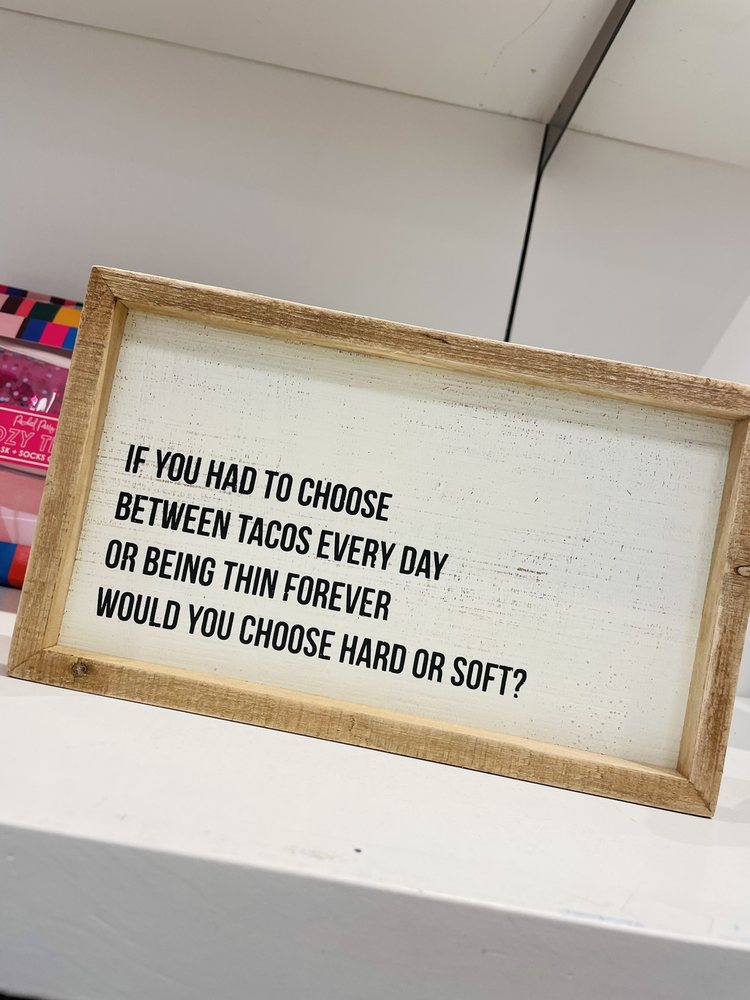 IF YOU HAD TO CHOOSE
BETWEEN TACOS EVERY DAY
OR BEING THIN FOREVER
WOULD YOU CHOOSE HARD OR SOFT?